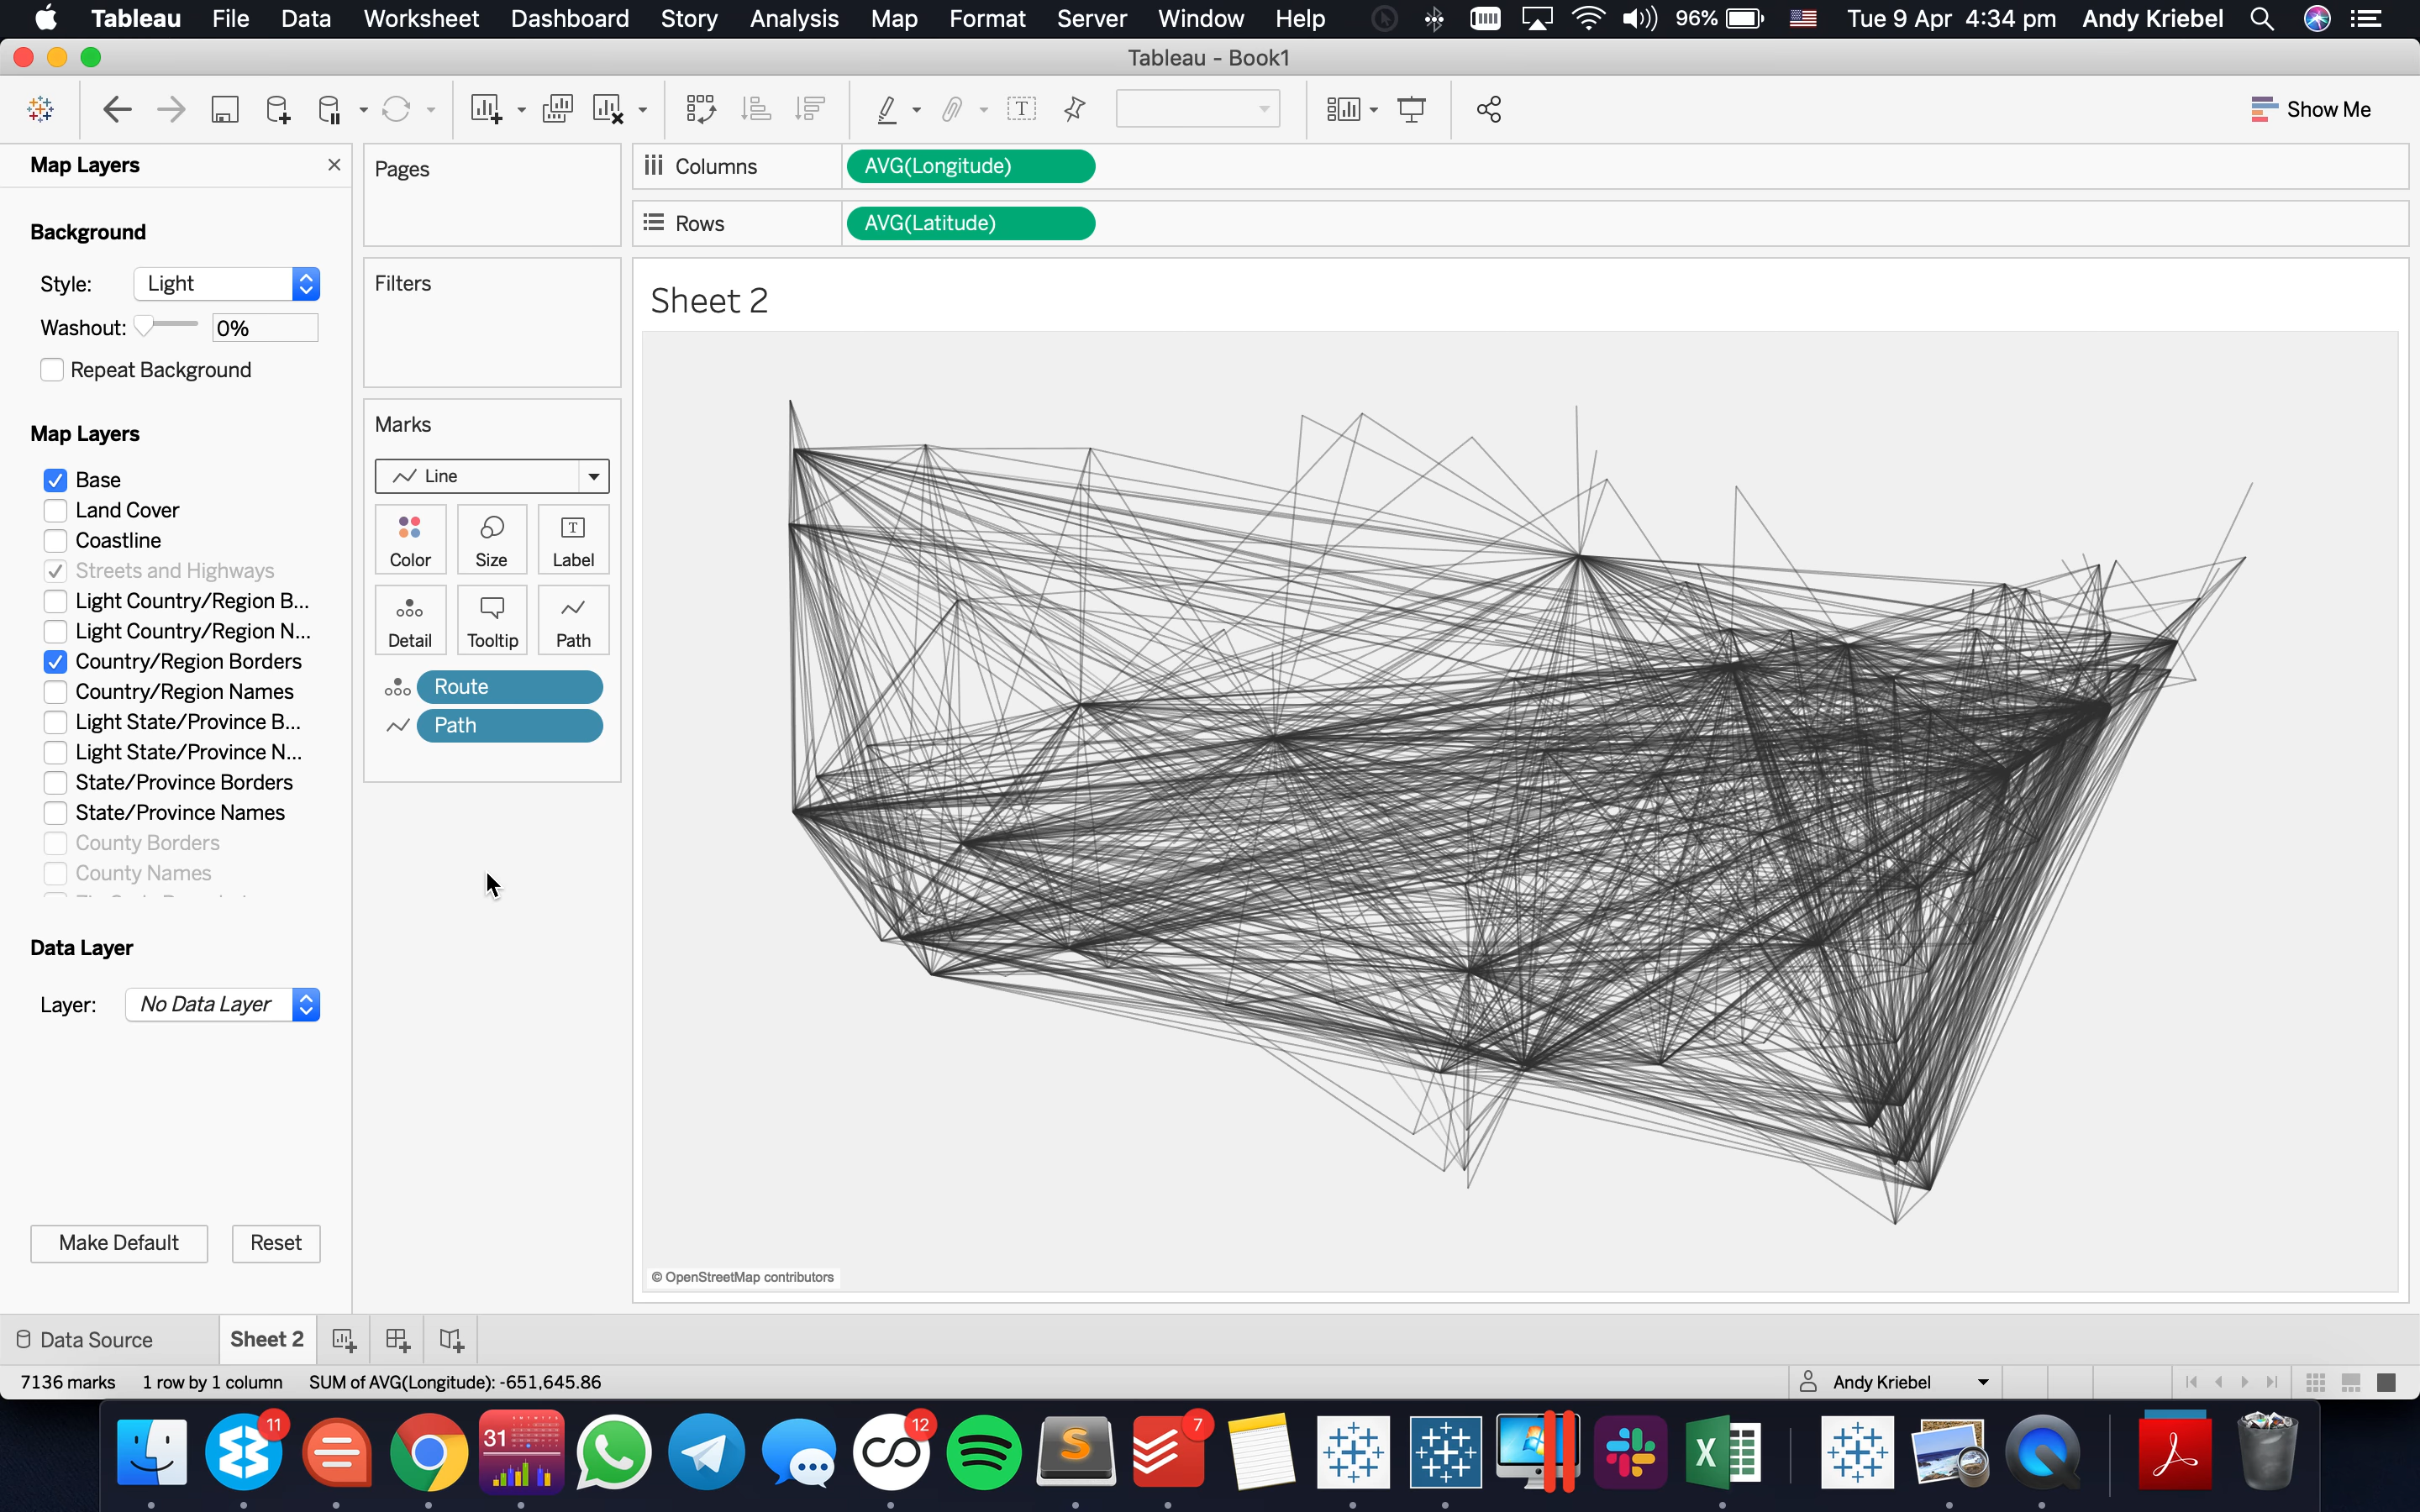 Tableau File Data Worksheet Dashboard Story Analysis Map Format Server Window Help 96% Tue 9 Apr 4:34 pm Andy Kriebel
Tableau - Book1
Show Me
Map Layers
Background
Style: Light
Washout: 0%
Repeat Background
Map Layers
Base
Land Cover
Coastline
Streets and Highways
Light Country/Region B...
Light Country/Region N...
Country/Region Borders
Country/Region Names
Light State/Province B...
Light State/Province N...
State/Province Borders
State/Province Names
County Borders
County Names
Data Layer
Layer: No Data Layer
Make Default Reset
Pages
Filters
Marks
Line
Color Size Label
Detail Tooltip Path
Route
Path
Columns AVG(Longitude)
Rows AVG(Latitude)
Sheet 2
© OpenStreetMap contributors
Data Source Sheet 2
7136 marks 1 row by 1 column SUM of AVG(Longitude): -651,645.86 Andy Kriebel
11 31 12 7